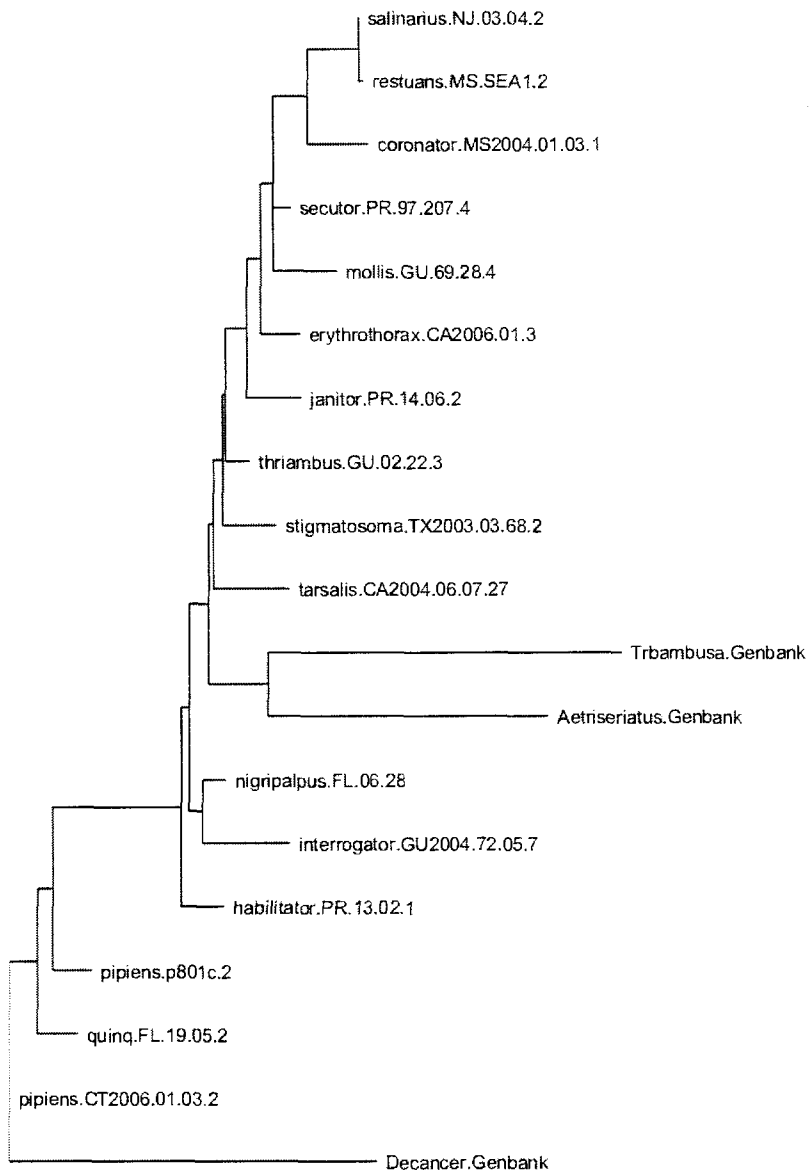 salinarius.NJ.03.04.2
restuans.MS.SEA1.2
coronator.MS2004.01.03.1
secutor.PR.97.207.4
mollis.GU.69.28.4
erythrothorax.CA2006.01.3
janitor.PR.14.06.2
thriambus.GU.02.22.3
stigmatosoma.TX2003.03.68.2
tarsalis.CA2004.06.07.27
Trbambusa.Genbank
Aetriseriatus.Genbank
nigripalpus.FL.06.28
interrogator.GU2004.72.05.7
habilitator.PR.13.02.1
pipiens.p801c.2
quinq.FL.19.05.2
pipiens.CT2006.01.03.2
Decancer.Genbank